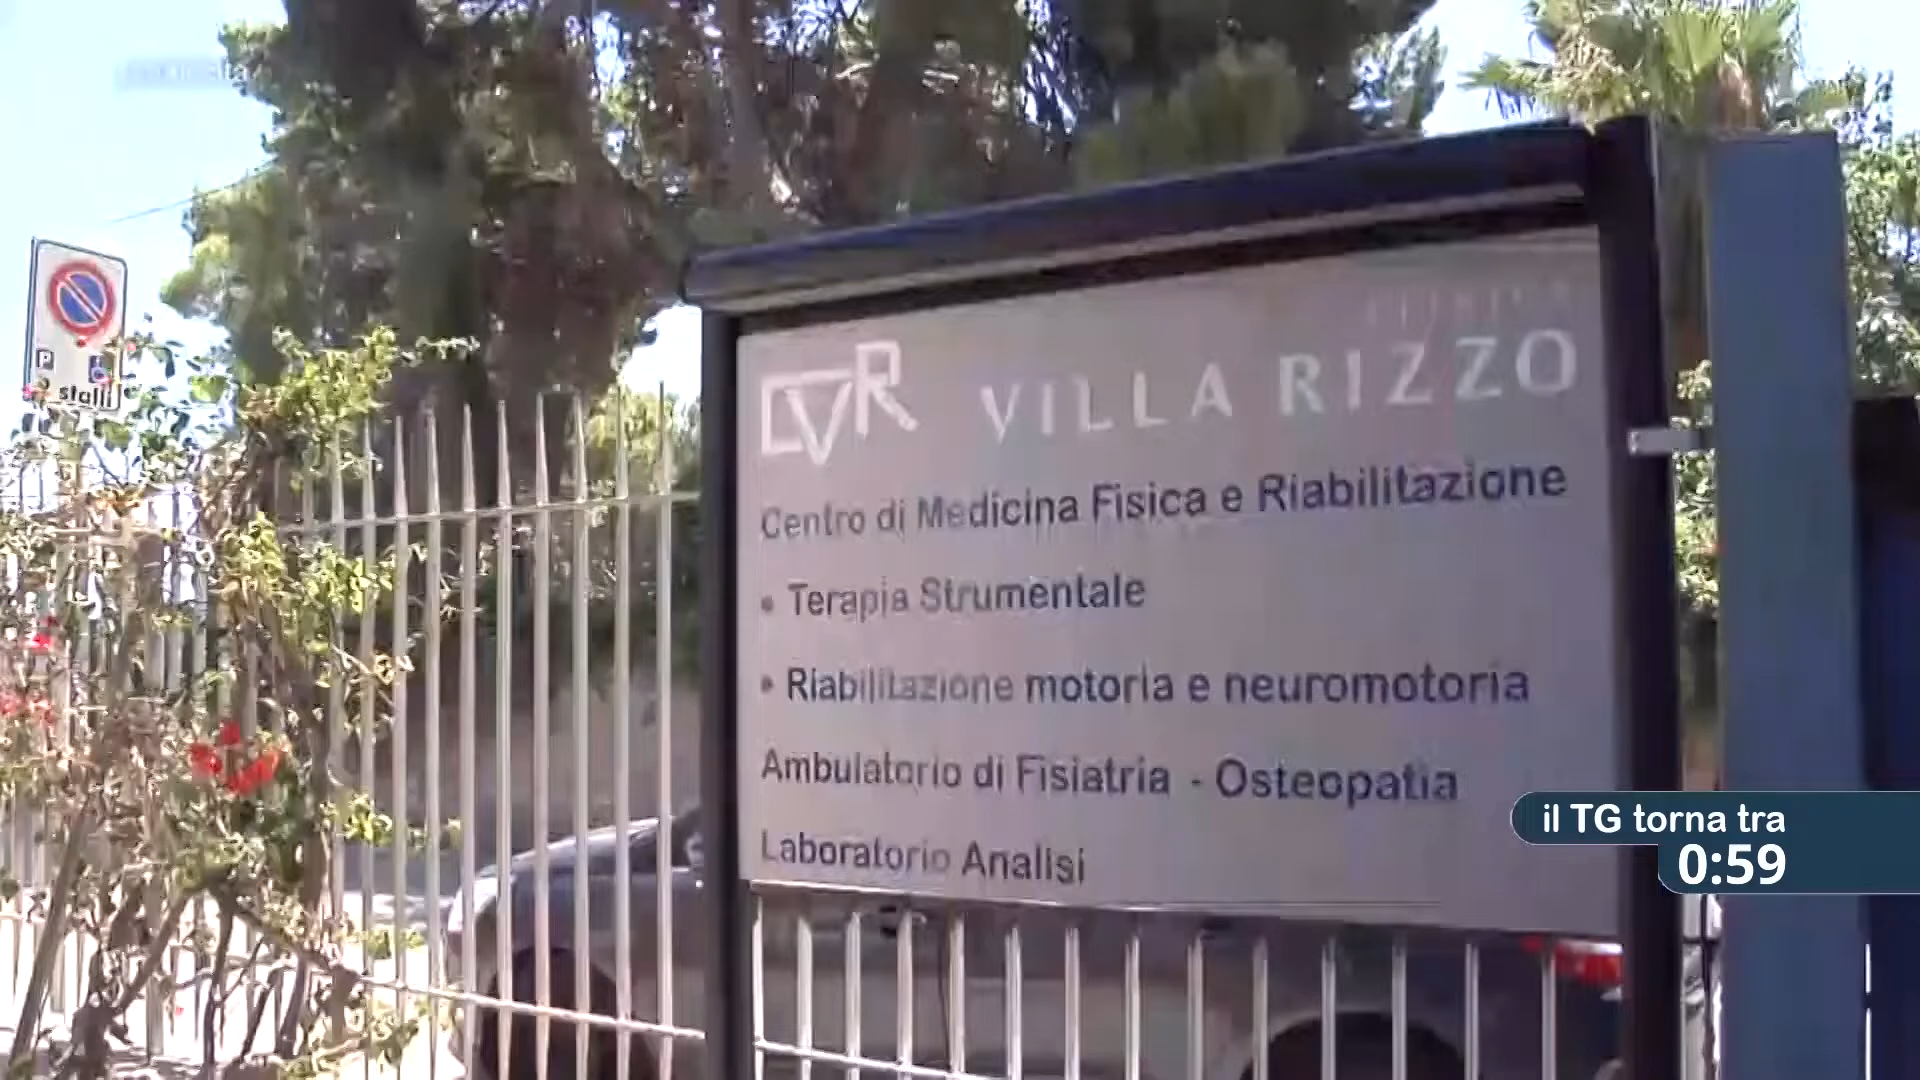 P
stalli
CLINICA
CVR VILLA RIZZO
Centro di Medicina Fisica e Riabilitazione
• Terapia Strumentale
• Riabilitazione motoria e neuromotoria
Ambulatorio di Fisiatria - Osteopatia
Laboratorio Analisi
il TG torna tra
0:59